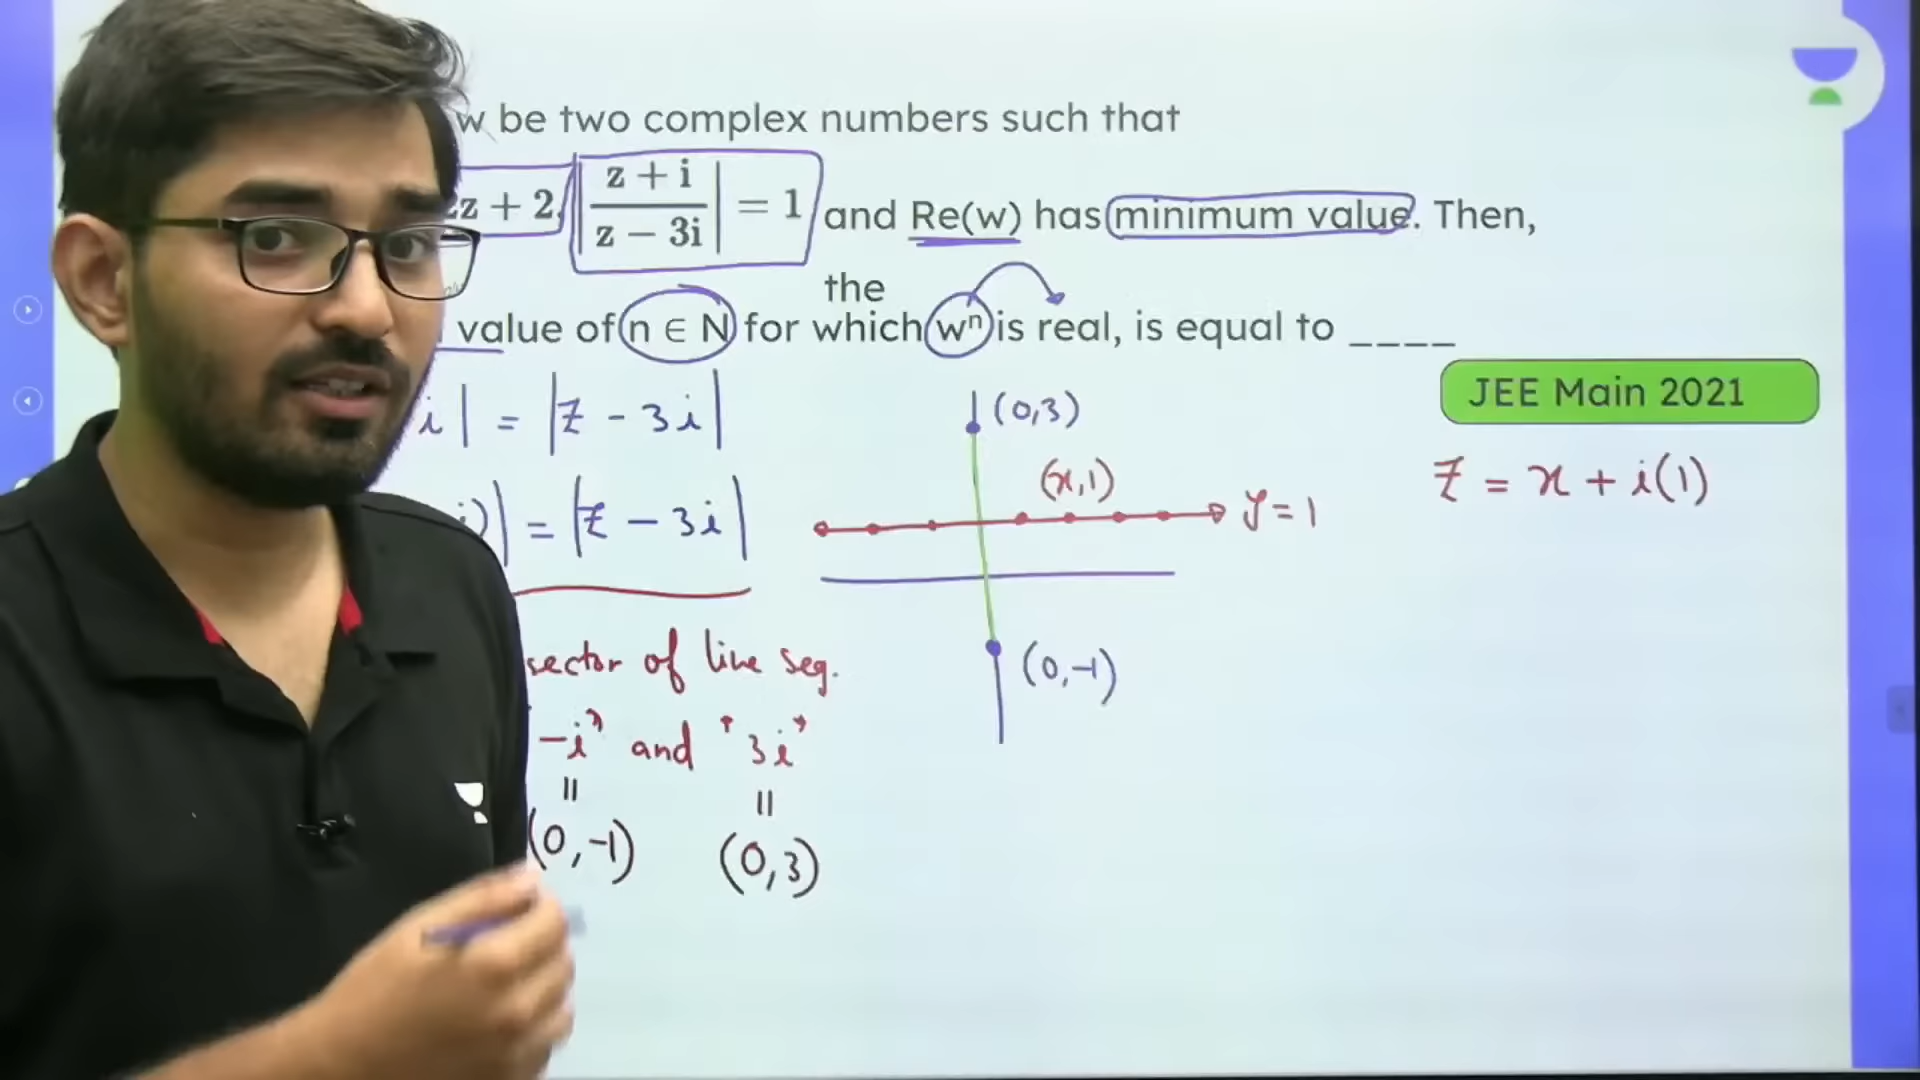 w be two complex numbers such that
z + 2, |z + i / z − 3i| = 1 and Re(w) has minimum value. Then,
the
value of n ∈ N for which wⁿ is real, is equal to ____
JEE Main 2021
i| = |z - 3i|
(0,3)
(x,1)
y = 1
z = x + i(1)
i)| = |z - 3i|
sector of line seg.
(0,-1)
-i" and "3i"
(0,-1) (0,3)